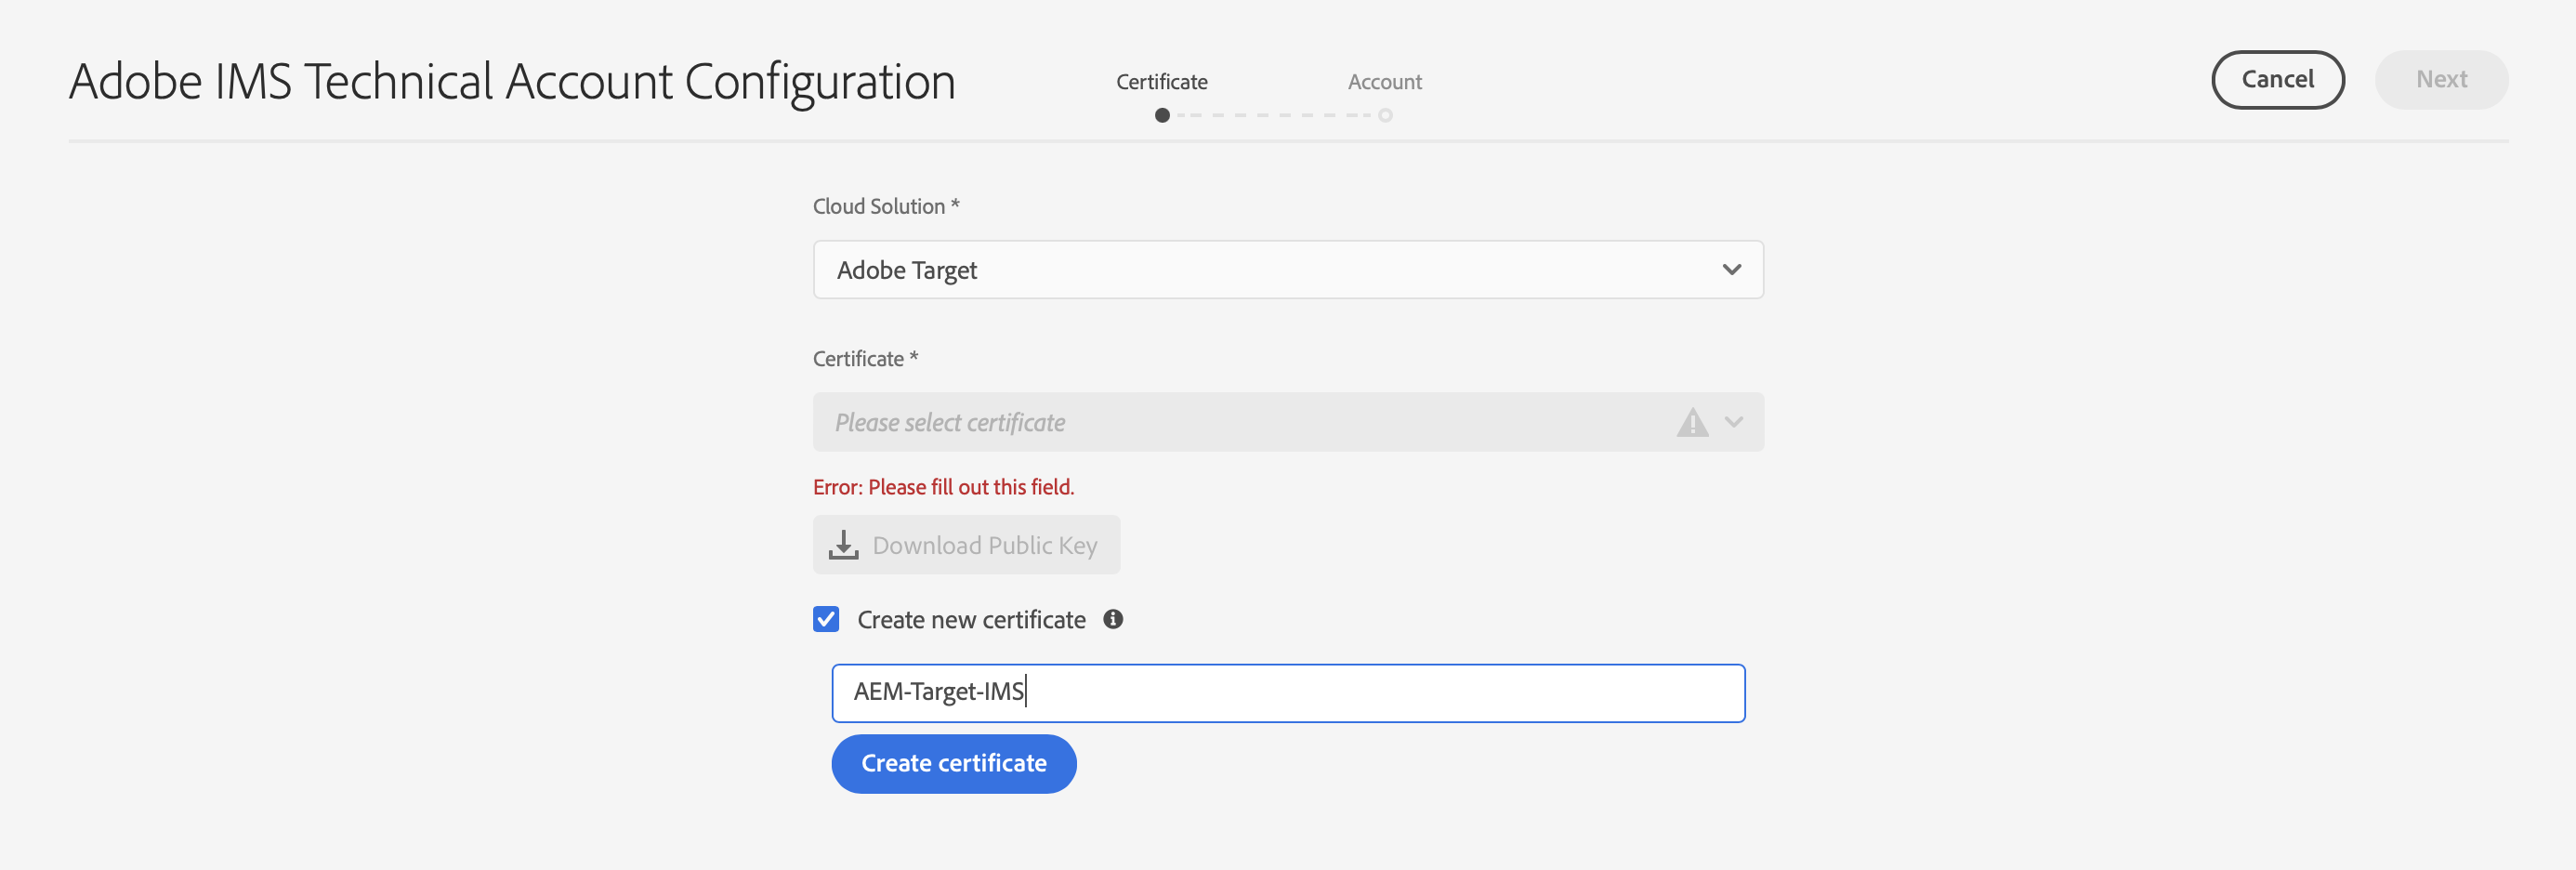 Adobe IMS Technical Account Configuration
Certificate
Account
Cancel
Next
Cloud Solution *
Adobe Target
Certificate *
Please select certificate
Error: Please fill out this field.
Download Public Key
Create new certificate
AEM-Target-IMS
Create certificate